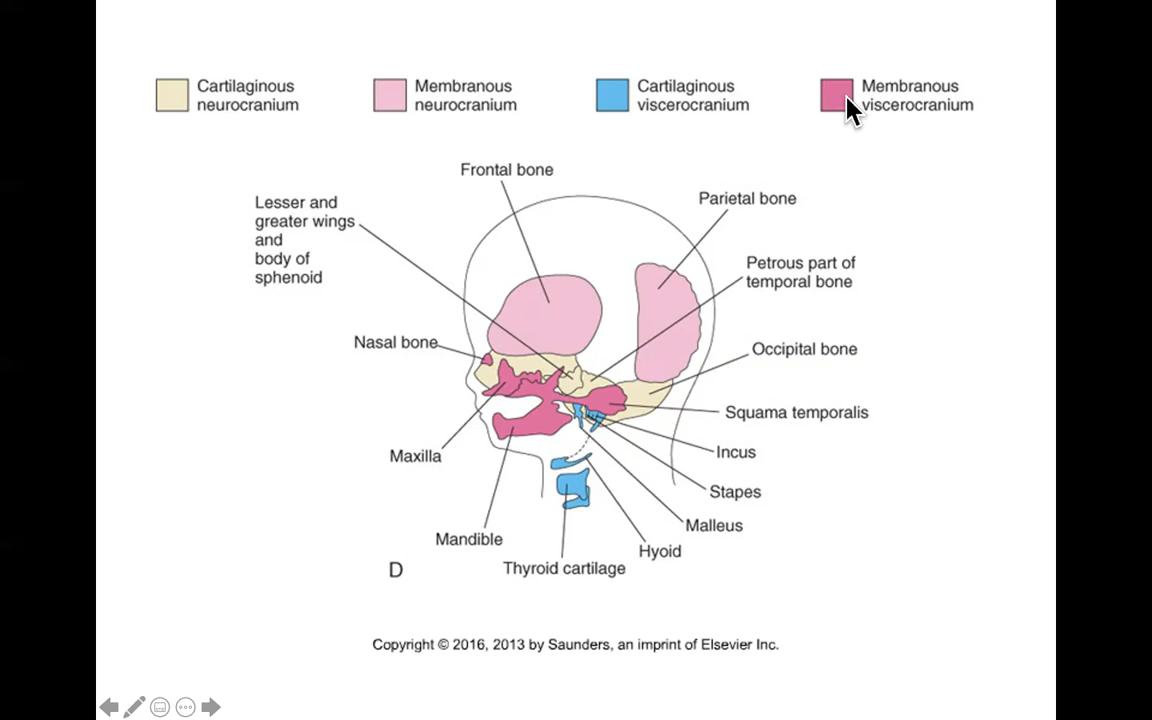 Cartilaginous
neurocranium
Membranous
neurocranium
Cartilaginous
viscerocranium
Membranous
viscerocranium
Frontal bone
Lesser and
greater wings
and
body of
sphenoid
Parietal bone
Petrous part of
temporal bone
Nasal bone
Occipital bone
Squama temporalis
Maxilla
Incus
Stapes
Malleus
Mandible
Hyoid
Thyroid cartilage
D
Copyright © 2016, 2013 by Saunders, an imprint of Elsevier Inc.